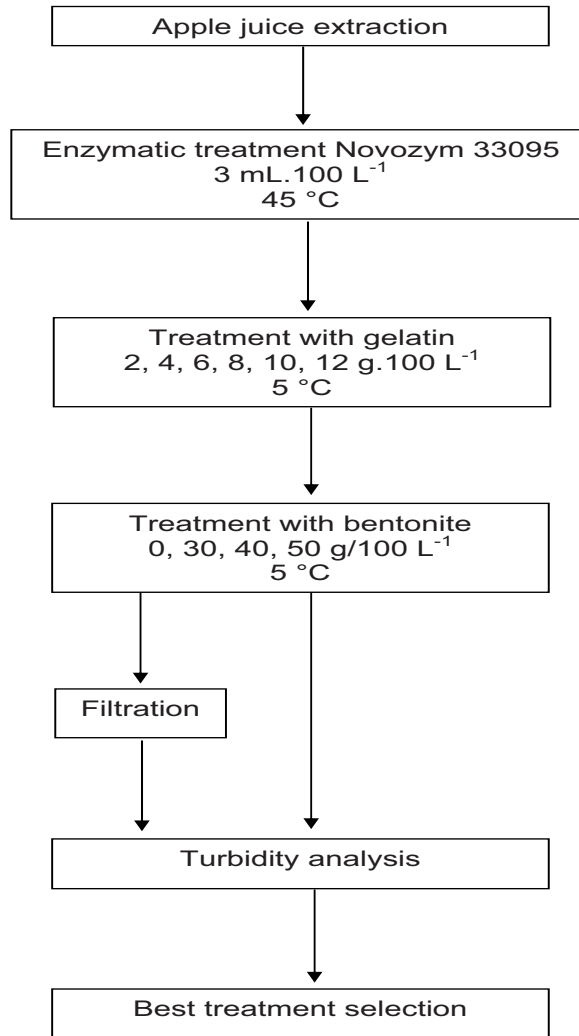 Apple juice extraction
Enzymatic treatment Novozym 33095
3 mL.100 L⁻¹
45 °C
Treatment with gelatin
2, 4, 6, 8, 10, 12 g.100 L⁻¹
5 °C
Treatment with bentonite
0, 30, 40, 50 g/100 L⁻¹
5 °C
Filtration
Turbidity analysis
Best treatment selection